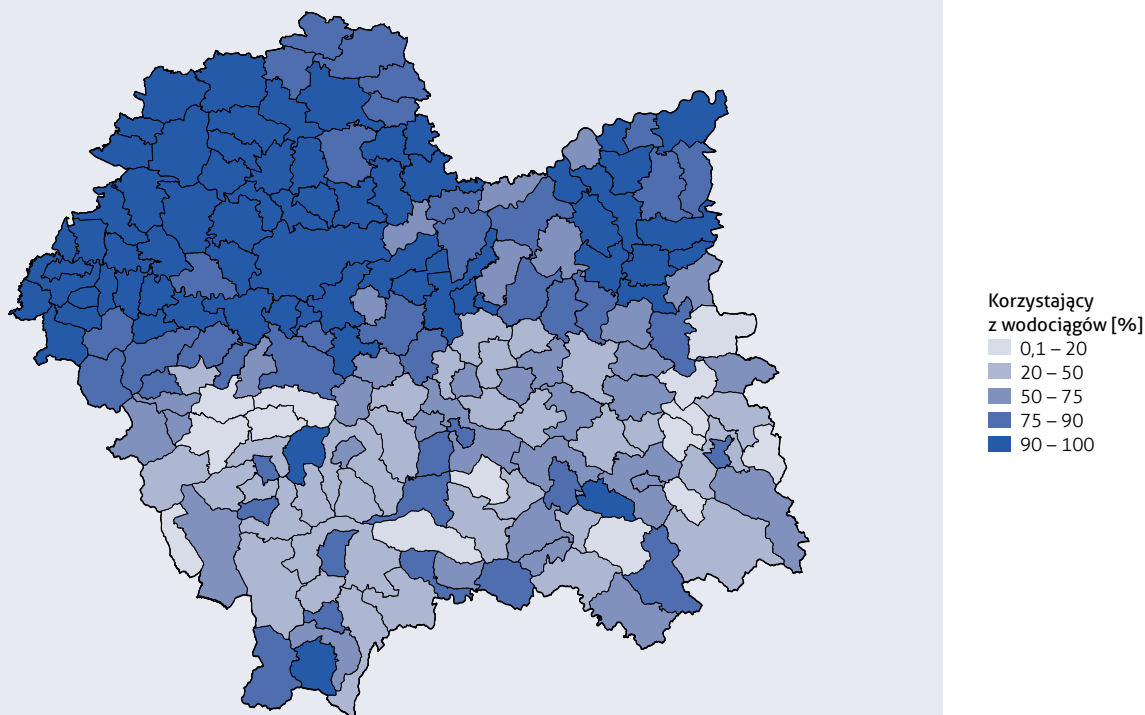 Korzystający
z wodociągów [%]
0,1 – 20
20 – 50
50 – 75
75 – 90
90 – 100